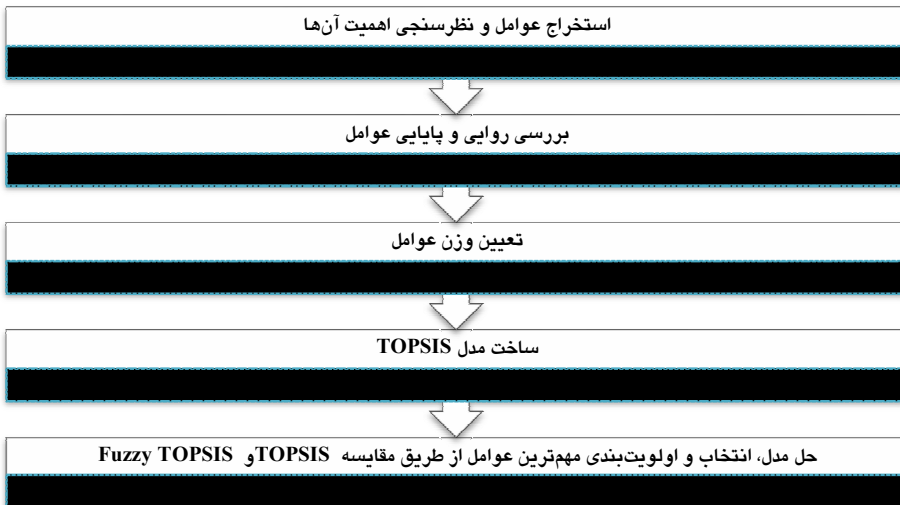 استخراج عوامل و نظرسنجی اهمیت آن‌ها
بررسی روایی و پایایی عوامل
تعیین وزن عوامل
ساخت مدل TOPSIS
حل مدل، انتخاب و اولویت‌بندی مهم‌ترین عوامل از طریق مقایسه TOPSIS و Fuzzy TOPSIS